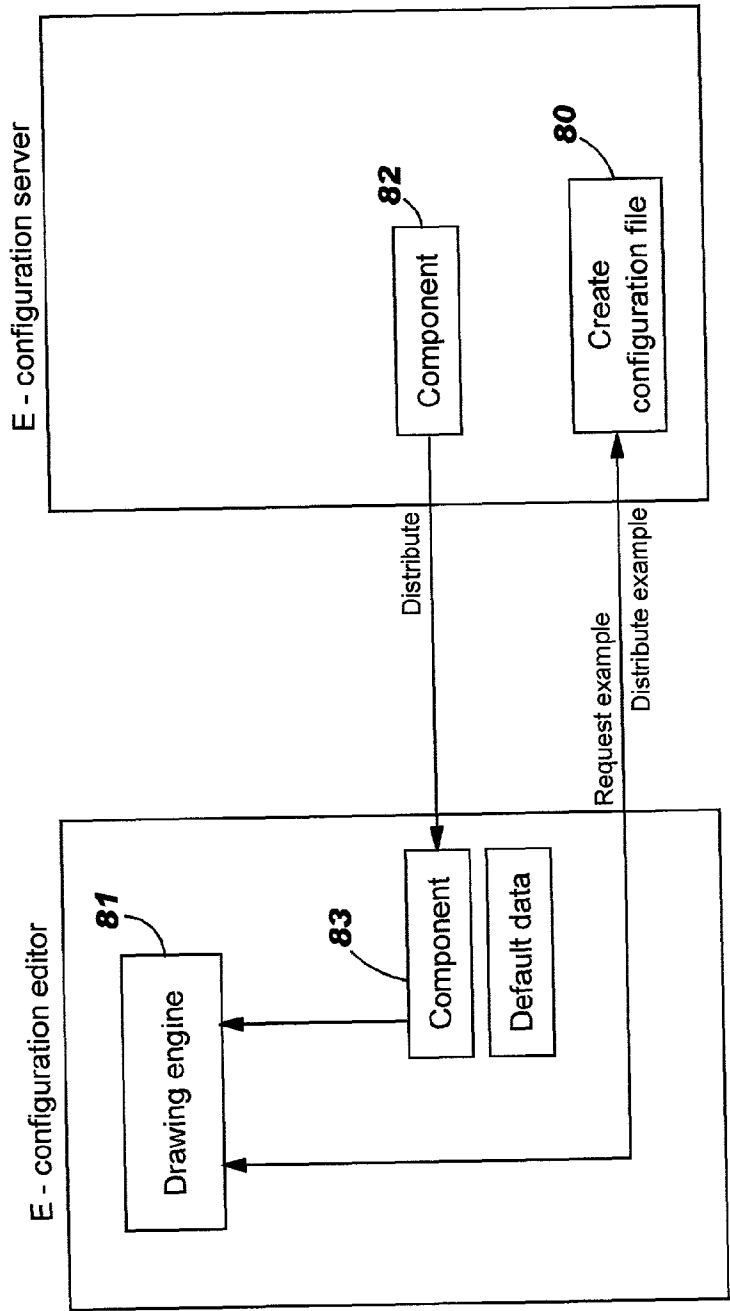 E - configuration editor
81
Drawing engine
83
Component
Default data
Distribute
Request example
Distribute example
E - configuration server
82
Component
80
Create
configuration file